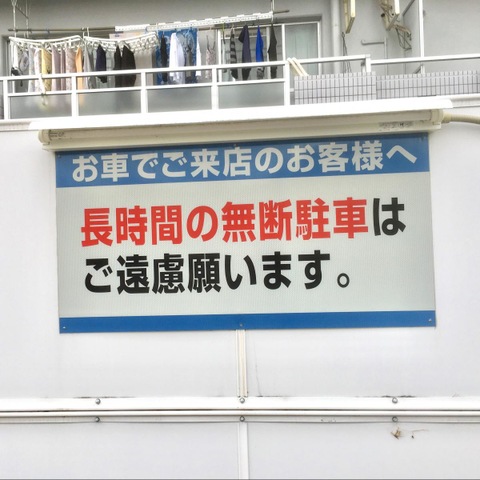 お車でご来店のお客様へ
長時間の無断駐車は
ご遠慮願います。